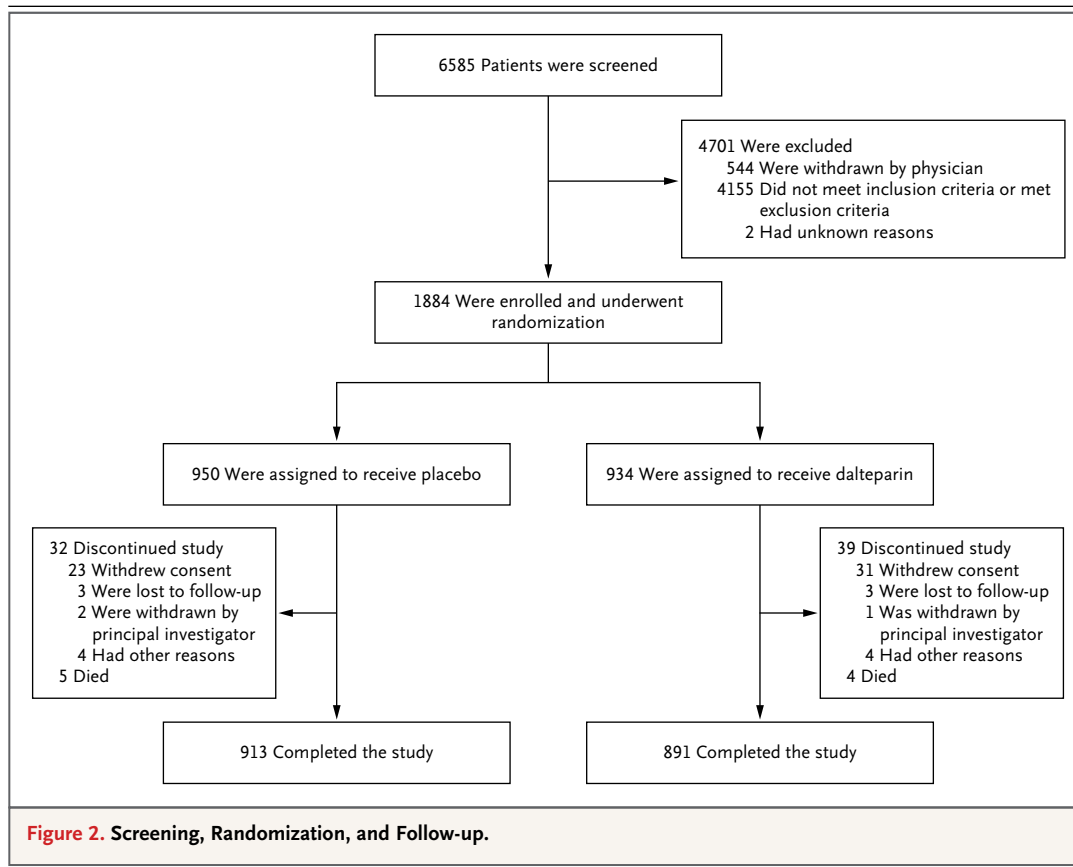 6585 Patients were screened
4701 Were excluded
544 Were withdrawn by physician
4155 Did not meet inclusion criteria or met
exclusion criteria
2 Had unknown reasons
1884 Were enrolled and underwent
randomization
950 Were assigned to receive placebo
934 Were assigned to receive dalteparin
32 Discontinued study
23 Withdrew consent
3 Were lost to follow-up
2 Were withdrawn by
principal investigator
4 Had other reasons
5 Died
39 Discontinued study
31 Withdrew consent
3 Were lost to follow-up
1 Was withdrawn by
principal investigator
4 Had other reasons
4 Died
913 Completed the study
891 Completed the study
Figure 2. Screening, Randomization, and Follow-up.